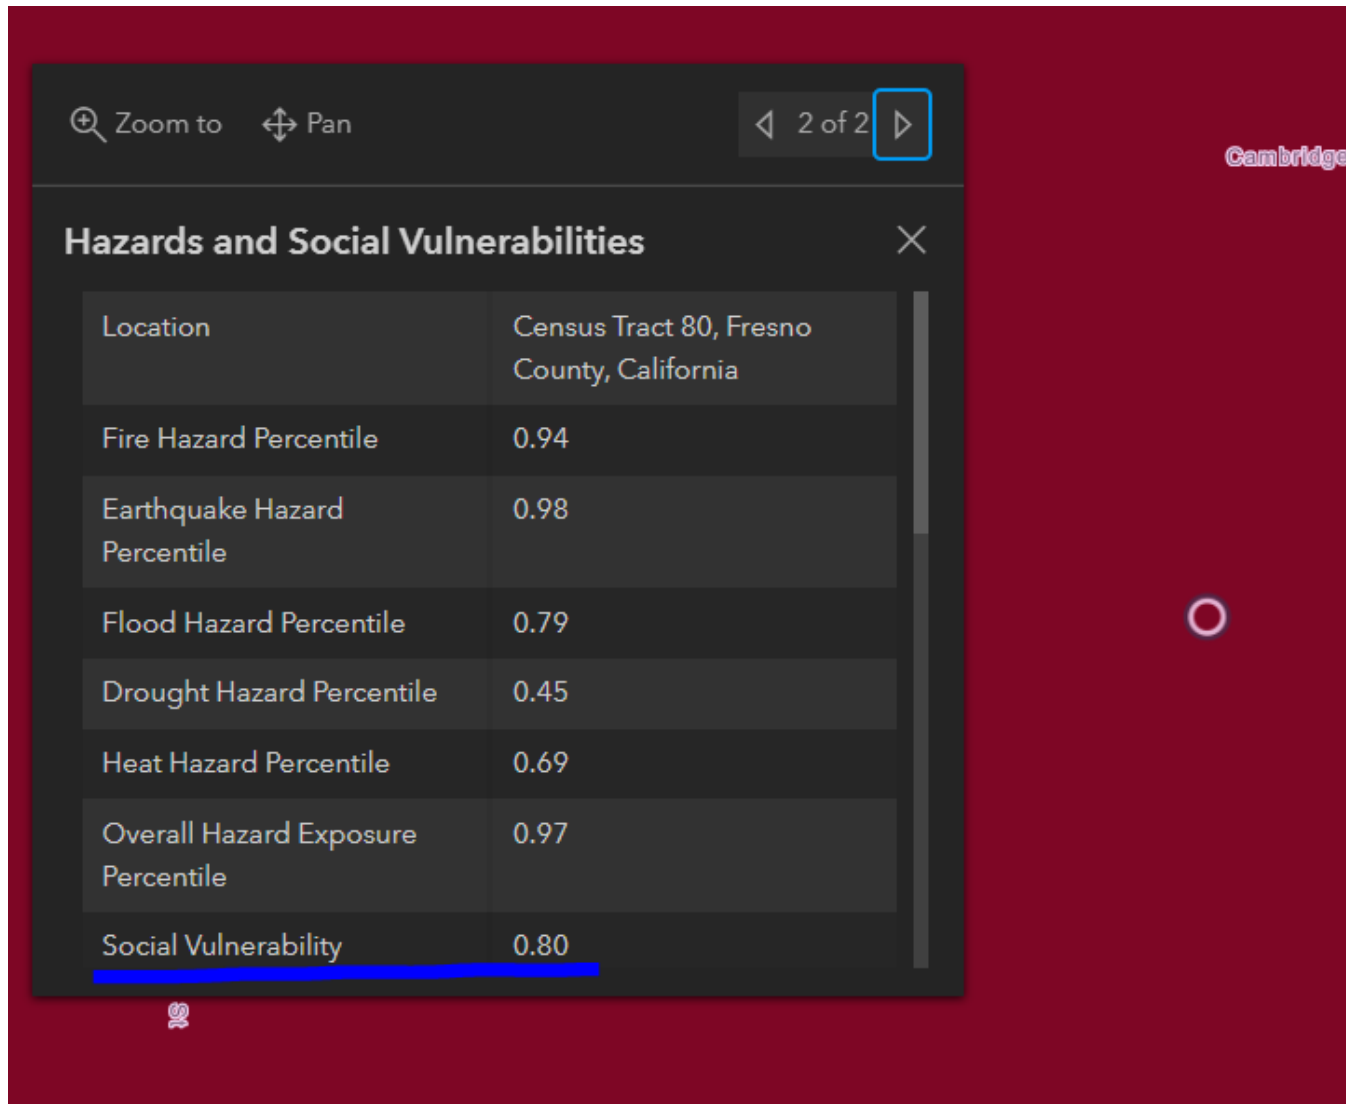 Zoom to Pan 2 of 2
Cambridge
Hazards and Social Vulnerabilities
Location Census Tract 80, Fresno
County, California
Fire Hazard Percentile 0.94
Earthquake Hazard 0.98
Percentile
Flood Hazard Percentile 0.79
Drought Hazard Percentile 0.45
Heat Hazard Percentile 0.69
Overall Hazard Exposure 0.97
Percentile
Social Vulnerability 0.80